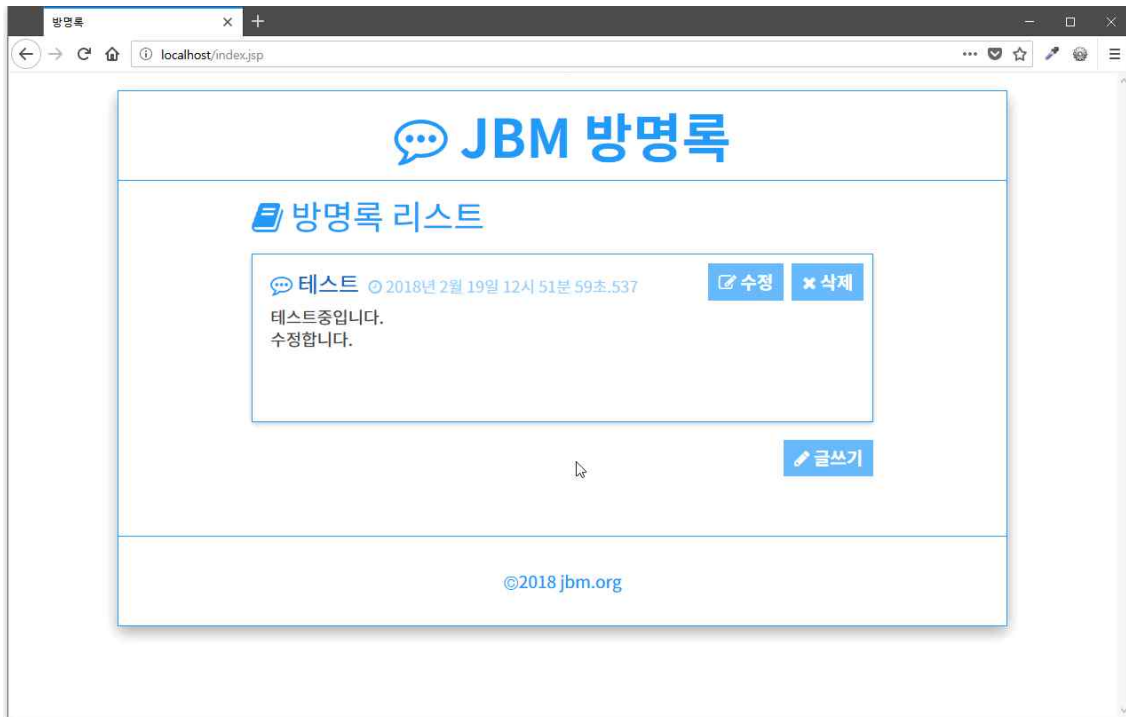 방명록
localhost/index.jsp
JBM 방명록
방명록 리스트
테스트 2018년 2월 19일 12시 51분 59초.537 수정 삭제
테스트중입니다.
수정합니다.
글쓰기
©2018 jbm.org